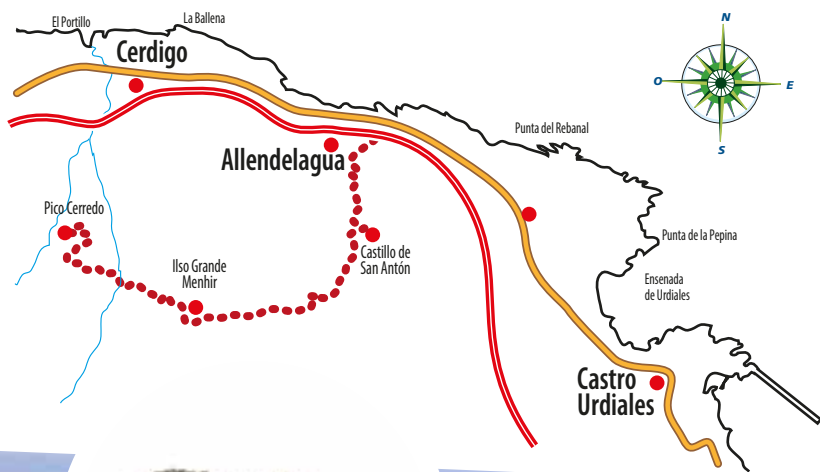 El Portillo
La Ballena
N
Cerdigo
O
E
Punta del Rebanal
S
Allendelagua
Pico Cerredo
Punta de la Pepina
Castillo de
San Antón
Ilso Grande
Menhir
Ensenada
de Urdiales
Castro
Urdiales